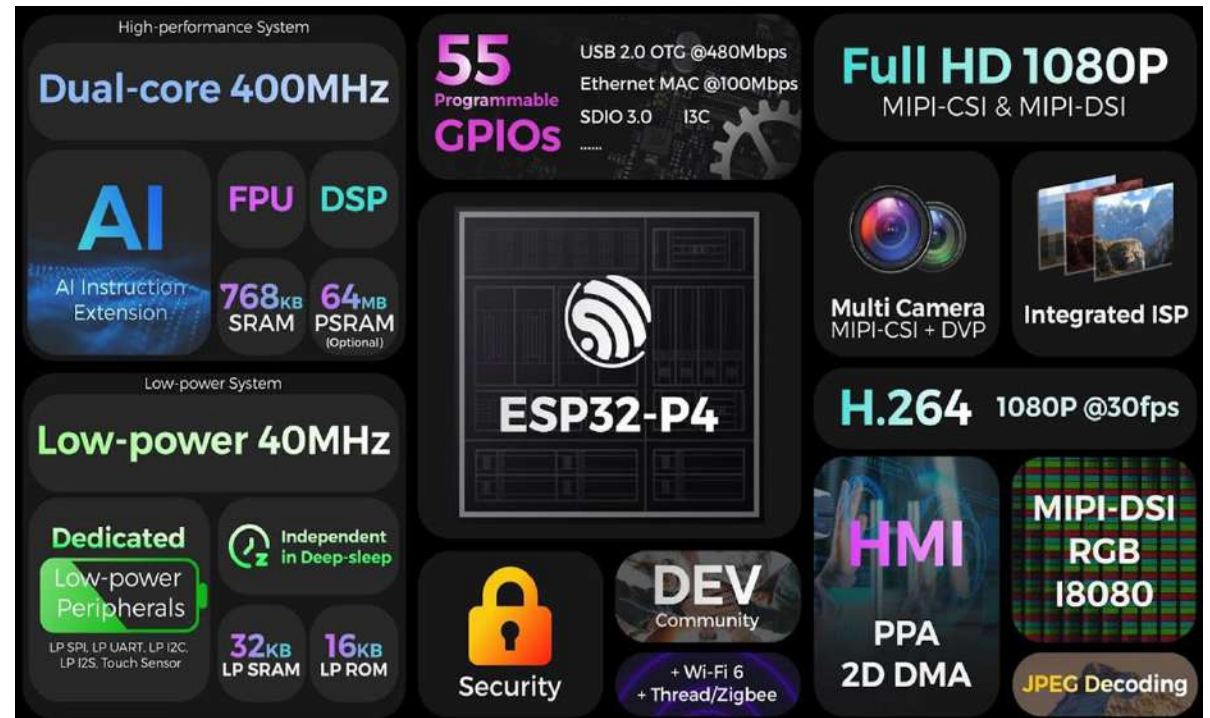 High-performance System
Dual-core 400MHz
AI
AI Instruction
Extension
FPU
DSP
768KB
SRAM
64MB
PSRAM
(Optional)
Low-power System
Low-power 40MHz
Dedicated
Low-power
Peripherals
LP SPI, LP UART, LP I2C,
LP I2S, Touch Sensor
Independent
in Deep-sleep
z
32KB
LP SRAM
16KB
LP ROM
55
Programmable
GPIOs
USB 2.0 OTG @480Mbps
Ethernet MAC @100Mbps
SDIO 3.0 I3C
......
ESP32-P4
Security
DEV
Community
+ Wi-Fi 6
+ Thread/Zigbee
Full HD 1080P
MIPI-CSI & MIPI-DSI
Multi Camera
MIPI-CSI + DVP
Integrated ISP
H.264 1080P @30fps
HMI
PPA
2D DMA
MIPI-DSI
RGB
I8080
JPEG Decoding